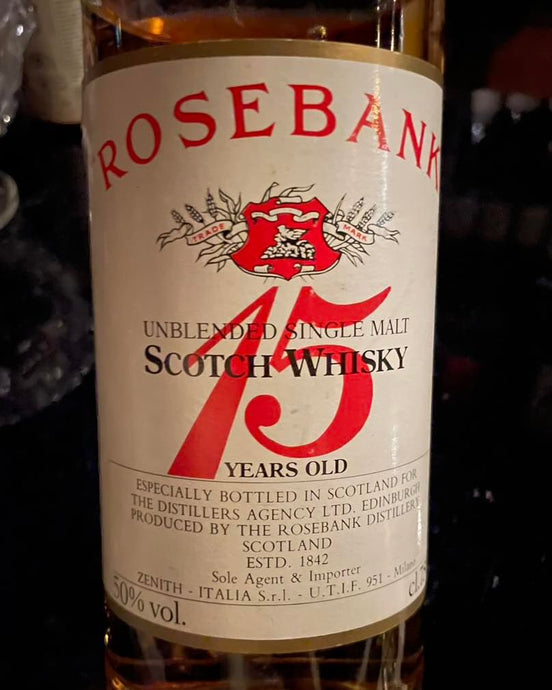 ROSEBANK
TRADE MARK
15
UNBLENDED SINGLE MALT
SCOTCH WHISKY
YEARS OLD
ESPECIALLY BOTTLED IN SCOTLAND FOR
THE DISTILLERS AGENCY LTD. EDINBURGH
PRODUCED BY THE ROSEBANK DISTILLERY
SCOTLAND
ESTD. 1842
Sole Agent & Importer
ZENITH - ITALIA S.r.l. - U.T.I.F. 951 - Milano
50% vol.
cl.